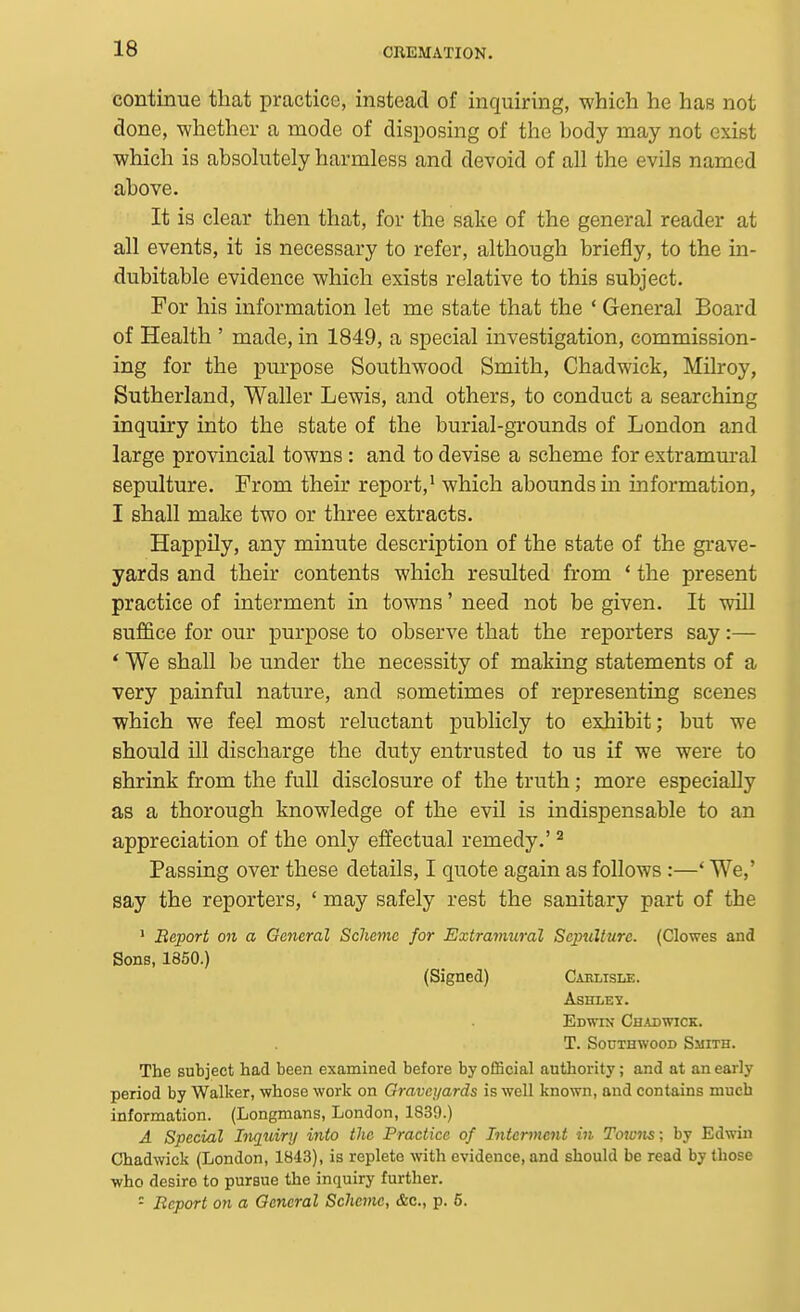 18
CREMATION.
continue that practice, instead of inquiring, which he has not
done, whether a mode of disposing of the body may not exist
which is absolutely harmless and devoid of all the evils named
above.
It is clear then that, for the sake of the general reader at
all events, it is necessary to refer, although briefly, to the in-
dubitable evidence which exists relative to this subject.
For his information let me state that the ‘ General Board
of Health ’ made, in 1849, a special investigation, commission-
ing for the purpose Southwood Smith, Chadwick, Milroy,
Sutherland, Waller Lewis, and others, to conduct a searching
inquiry into the state of the burial-grounds of London and
large provincial towns : and to devise a scheme for extramural
sepulture. From their report,¹ which abounds in information,
I shall make two or three extracts.
Happily, any minute description of the state of the grave-
yards and their contents which resulted from ‘ the present
practice of interment in towns ’ need not be given. It will
suffice for our purpose to observe that the reporters say :—
‘ We shall be under the necessity of making statements of a
very painful nature, and sometimes of representing scenes
which we feel most reluctant publicly to exhibit ; but we
should ill discharge the duty entrusted to us if we were to
shrink from the full disclosure of the truth ; more especially
as a thorough knowledge of the evil is indispensable to an
appreciation of the only effectual remedy.’ ²
Passing over these details, I quote again as follows :—‘ We,’
say the reporters, ‘ may safely rest the sanitary part of the
¹ Report on a General Scheme for Extramural Sepulture. (Clowes and
Sons, 1850.)
(Signed) CARLISLE.
ASHLEY.
EDWIN CHADWICK.
T. SOUTHWOOD SMITH.
The subject had been examined before by official authority ; and at an early
period by Walker, whose work on Graveyards is well known, and contains much
information. (Longmans, London, 1839.)
A Special Inquiry into the Practice of Interment in Towns ; by Edwin
Chadwick (London, 1843), is replete with evidence, and should be read by those
who desire to pursue the inquiry further.
² Report on a General Scheme, &c., p. 5.